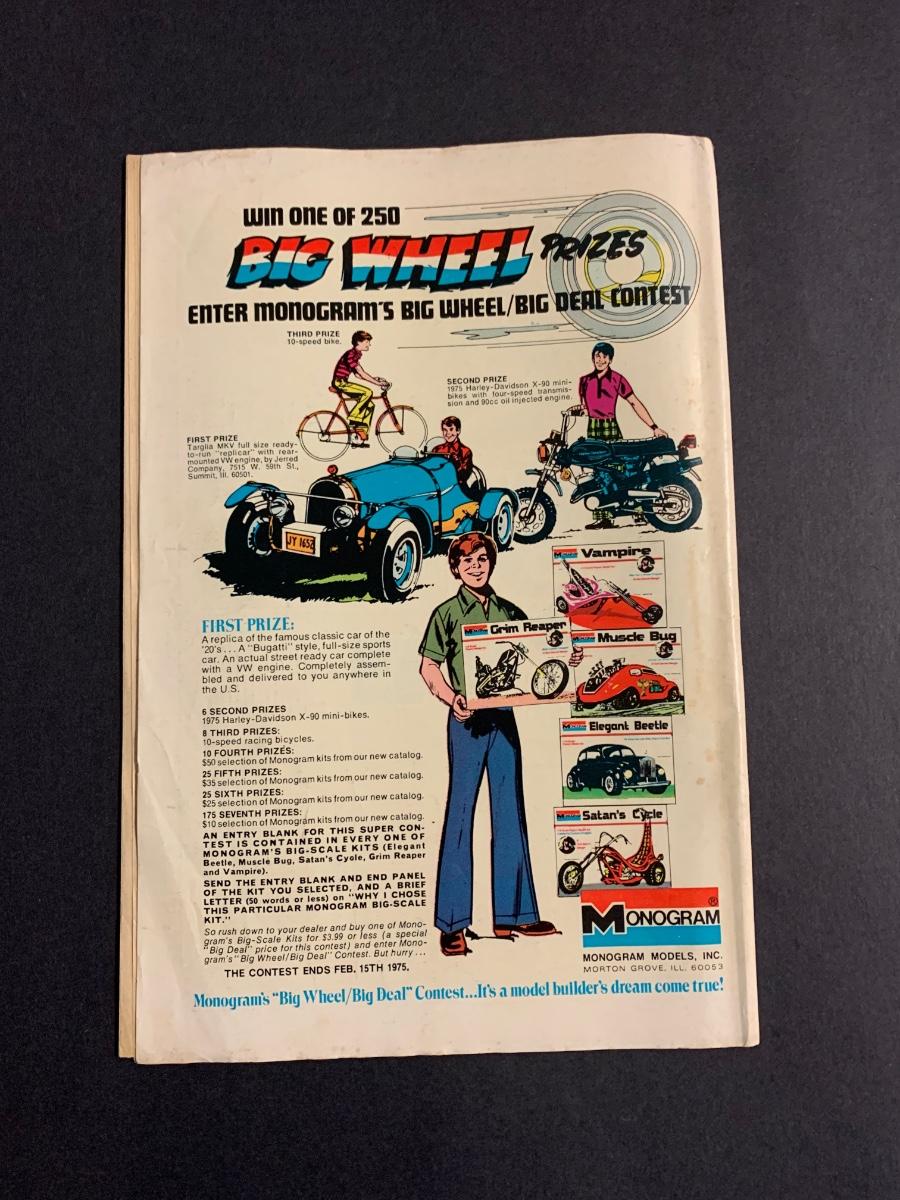 WIN ONE OF 250
BIG WHEEL PRIZES
ENTER MONOGRAM'S BIG WHEEL/BIG DEAL CONTEST
THIRD PRIZE
10-speed bike.
SECOND PRIZE
1975 Harley-Davidson X-90 mini-
bikes with four-speed transmis-
sion and 90cc oil injected engine.
FIRST PRIZE
Targlia MKV full size ready-
to-run "replicar" with rear-
mounted VW engine, by Jerred
Company, 7515 W. 59th St.,
Summit, Ill. 60501.
JY 1652
Vampire
Grim Reaper
Muscle Bug
Elegant Beetle
Satan's Cycle
FIRST PRIZE:
A replica of the famous classic car of the
'20's... A "Bugatti" style, full-size sports
car. An actual street ready car complete
with a VW engine. Completely assem-
bled and delivered to you anywhere in
the U.S.
6 SECOND PRIZES
1975 Harley-Davidson X-90 mini-bikes.
8 THIRD PRIZES:
10-speed racing bicycles.
10 FOURTH PRIZES:
$50 selection of Monogram kits from our new catalog.
25 FIFTH PRIZES:
$35 selection of Monogram kits from our new catalog.
25 SIXTH PRIZES:
$25 selection of Monogram kits from our new catalog.
175 SEVENTH PRIZES:
$10 selection of Monogram kits from our new catalog.
AN ENTRY BLANK FOR THIS SUPER CON-
TEST IS CONTAINED IN EVERY ONE OF
MONOGRAM'S BIG-SCALE KITS (Elegant
Beetle, Muscle Bug, Satan's Cycle, Grim Reaper
and Vampire).
SEND THE ENTRY BLANK AND END PANEL
OF THE KIT YOU SELECTED, AND A BRIEF
LETTER (50 words or less) on "WHY I CHOSE
THIS PARTICULAR MONOGRAM BIG-SCALE
KIT."
So rush down to your dealer and buy one of Mono-
gram's Big-Scale Kits for $3.99 or less (a special
"Big Deal" price for this contest) and enter Mono-
gram's "Big Wheel/Big Deal" Contest. But hurry...
THE CONTEST ENDS FEB. 15TH 1975.
MONOGRAM ®
MONOGRAM MODELS, INC.
MORTON GROVE, ILL. 60053
Monogram's "Big Wheel/Big Deal" Contest...It's a model builder's dream come true!